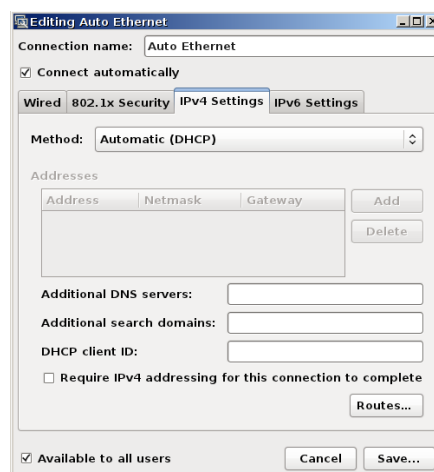 Editing Auto Ethernet
Connection name: Auto Ethernet
Connect automatically
Wired 802.1x Security IPv4 Settings IPv6 Settings
Method: Automatic (DHCP)
Addresses
Address Netmask Gateway Add
Delete
Additional DNS servers:
Additional search domains:
DHCP client ID:
Require IPv4 addressing for this connection to complete
Routes...
Available to all users Cancel Save...